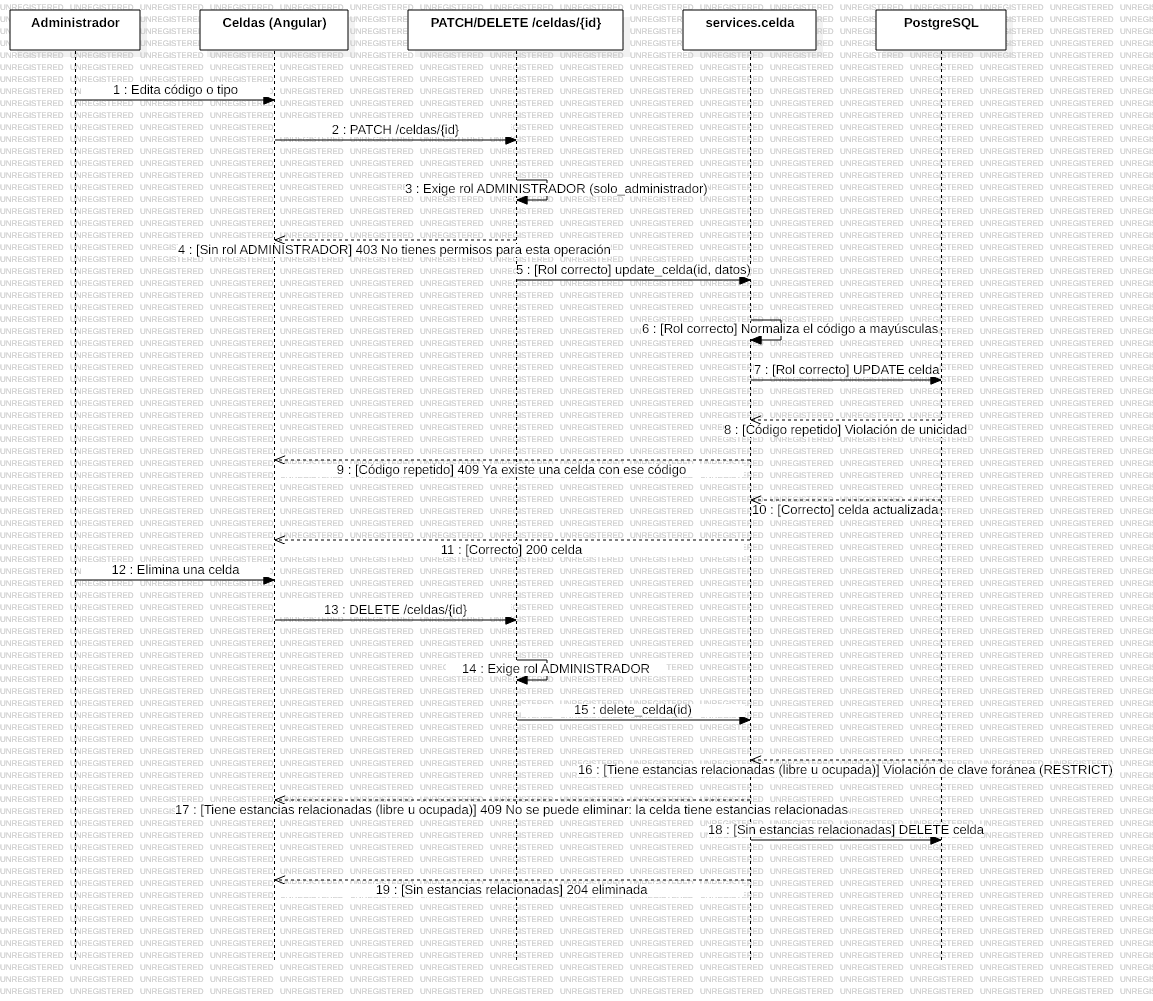 Administrador
Celdas (Angular)
PATCH/DELETE /celdas/{id}
services.celda
PostgreSQL
1 : Edita código o tipo
2 : PATCH /celdas/{id}
3 : Exige rol ADMINISTRADOR (solo_administrador)
4 : [Sin rol ADMINISTRADOR] 403 No tienes permisos para esta operación
5 : [Rol correcto] update_celda(id, datos)
6 : [Rol correcto] Normaliza el código a mayúsculas
7 : [Rol correcto] UPDATE celda
8 : [Código repetido] Violación de unicidad
9 : [Código repetido] 409 Ya existe una celda con ese código
10 : [Correcto] celda actualizada
11 : [Correcto] 200 celda
12 : Elimina una celda
13 : DELETE /celdas/{id}
14 : Exige rol ADMINISTRADOR
15 : delete_celda(id)
16 : [Tiene estancias relacionadas (libre u ocupada)] Violación de clave foránea (RESTRICT)
17 : [Tiene estancias relacionadas (libre u ocupada)] 409 No se puede eliminar: la celda tiene estancias relacionadas
18 : [Sin estancias relacionadas] DELETE celda
19 : [Sin estancias relacionadas] 204 eliminada
UNREGISTERED